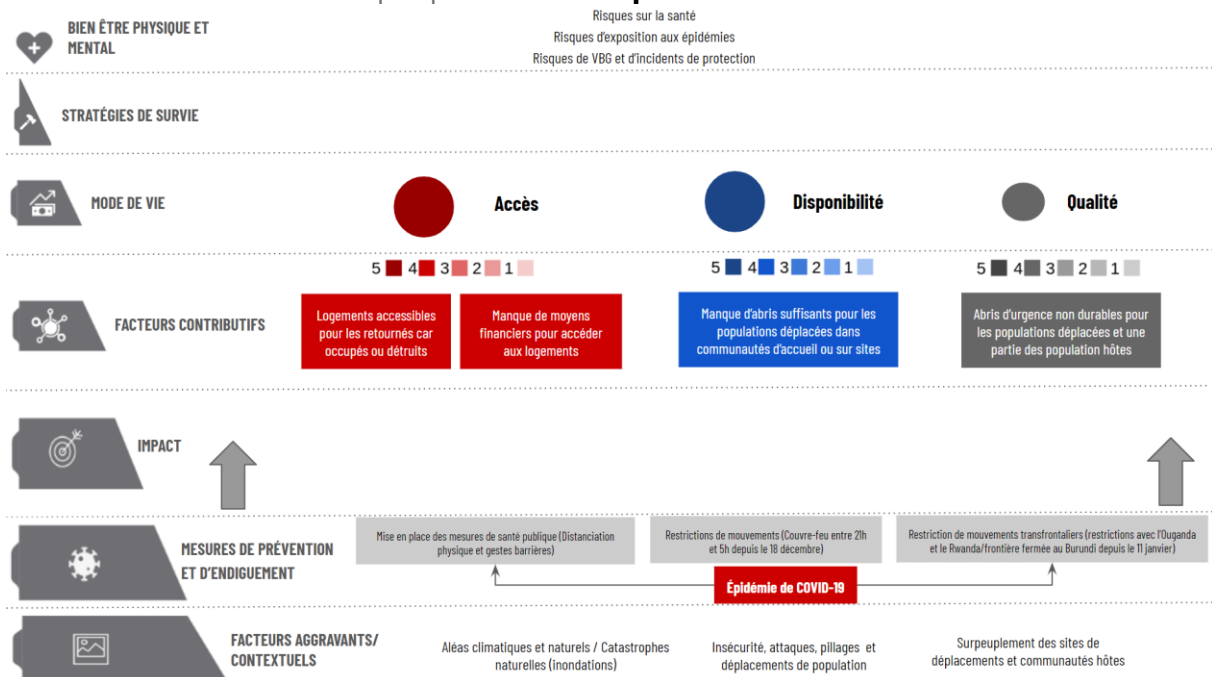 BIEN ÊTRE PHYSIQUE ET
MENTAL
Risques sur la santé
Risques d'exposition aux épidémies
Risques de VBG et d'incidents de protection
STRATÉGIES DE SURVIE
MODE DE VIE
Accès
Disponibilité
Qualité
5 4 3 2 1
5 4 3 2 1
5 4 3 2 1
FACTEURS CONTRIBUTIFS
Logements accessibles
pour les retournés car
occupés ou détruits
Manque de moyens
financiers pour accéder
aux logements
Manque d'abris suffisants pour les
populations déplacées dans
communautés d'accueil ou sur sites
Abris d'urgence non durables pour
les populations déplacées et une
partie des population hôtes
IMPACT
MESURES DE PRÉVENTION
ET D'ENDIGUEMENT
Mise en place des mesures de santé publique (Distanciation
physique et gestes barrières)
Restrictions de mouvements (Couvre-feu entre 21h
et 5h depuis le 18 décembre)
Restriction de mouvements transfrontaliers (restrictions avec l'Ouganda
et le Rwanda/frontière fermée au Burundi depuis le 11 janvier)
Épidémie de COVID-19
FACTEURS AGGRAVANTS/
CONTEXTUELS
Aléas climatiques et naturels / Catastrophes
naturelles (inondations)
Insécurité, attaques, pillages et
déplacements de population
Surpeuplement des sites de
déplacements et communautés hôtes